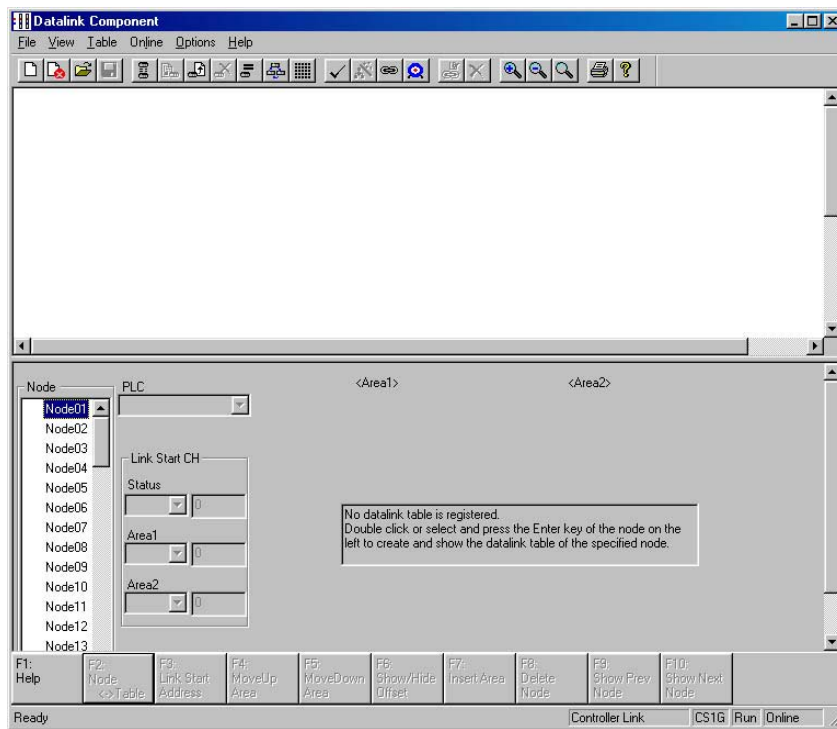 Datalink Component
File View Table Online Options Help
<Area1> <Area2>
Node
Node01
Node02
Node03
Node04
Node05
Node06
Node07
Node08
Node09
Node10
Node11
Node12
Node13
PLC
Link Start CH
Status
0
Area1
0
Area2
0
No datalink table is registered.
Double click or select and press the Enter key of the node on the
left to create and show the datalink table of the specified node.
F1:
Help
F2:
Node
<->Table
F3:
Link Start
Address
F4:
MoveUp
Area
F5:
MoveDown
Area
F6:
Show/Hide
Offset
F7:
Insert Area
F8:
Delete
Node
F9:
Show Prev
Node
F10:
Show Next
Node
Ready Controller Link CS1G Run Online